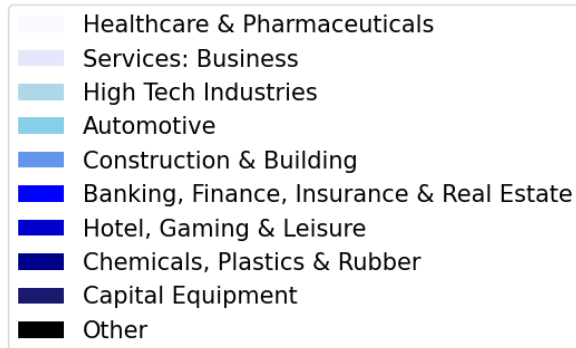 Healthcare & Pharmaceuticals
Services: Business
High Tech Industries
Automotive
Construction & Building
Banking, Finance, Insurance & Real Estate
Hotel, Gaming & Leisure
Chemicals, Plastics & Rubber
Capital Equipment
Other